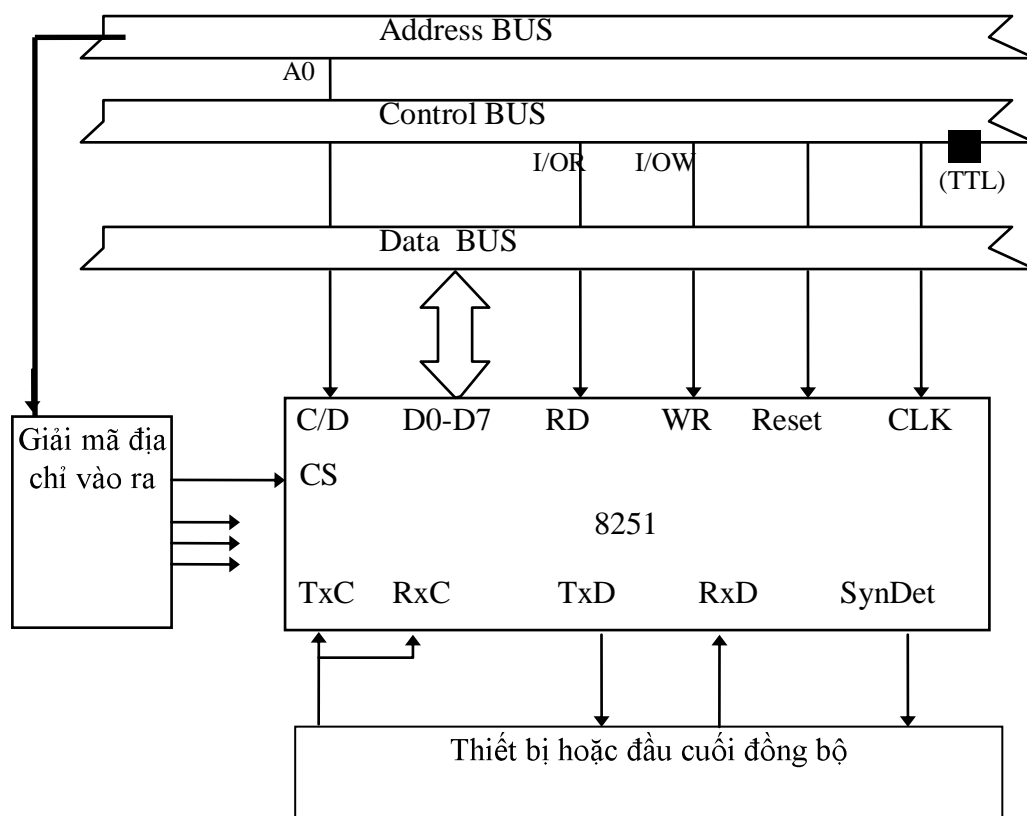 Address BUS
A0
Control BUS
I/OR I/OW
(TTL)
Data BUS
C/D D0-D7 RD WR Reset CLK
Giải mã địa
chỉ vào ra
CS
8251
TxC RxC TxD RxD SynDet
Thiết bị hoặc đầu cuối đồng bộ